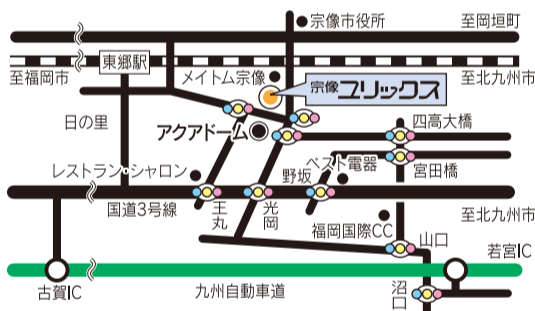 宗像市役所
至岡垣町
東郷駅
至福岡市
メイトム宗像
宗像ユリックス
至北九州市
日の里
アクアドーム
四高大橋
レストラン・シャロン
野坂
ベスト電器
宮田橋
国道3号線
王丸
光岡
至北九州市
福岡国際CC
山口
若宮IC
古賀IC
九州自動車道
沼口